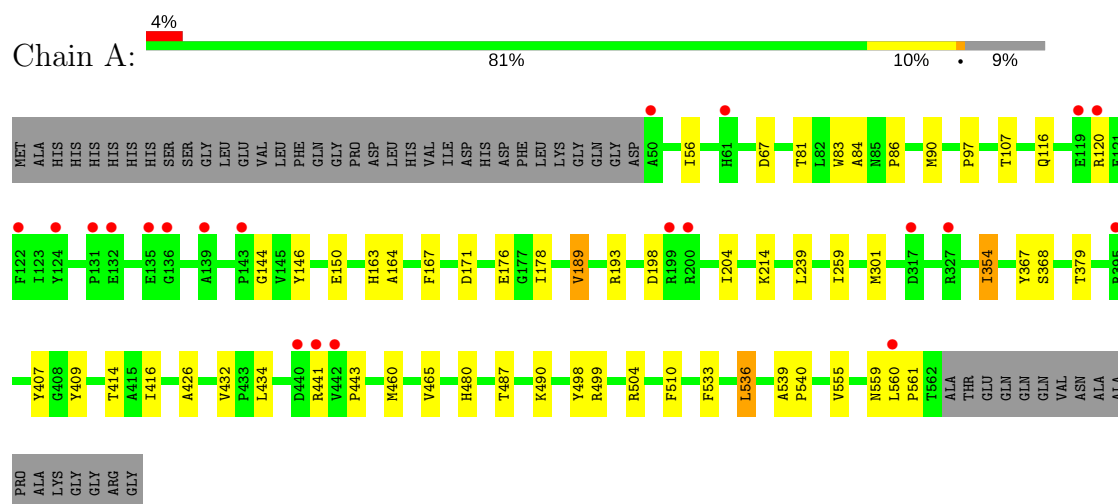 4%
Chain A:
81% 10% • 9%
MET ALA HIS HIS HIS HIS HIS HIS SER SER GLY LEU GLU VAL LEU PHE GLN GLY PRO ASP LEU HIS VAL ILE ASP HIS ASP PHE LEU LYS GLY GLN GLY ASP A50 I56 H61 D67 T81 L82 W83 A84 N85 P86 M90 P97 T107 Q116 E119 R120
F122 I123 Y124 P131 E132 E135 G136 A139 P143 G144 V145 Y146 E150 H163 A164 F167 D171 E176 G177 I178 V189 R193 D198 R199 R200 I204 K214 L239 I259 M301 D317 R327 I354 Y367 S368 T379
Y407 G408 Y409 T414 A415 I416 A426 V432 P433 L434 D440 R441 V442 P443 M460 V465 H480 T487 K490 Y498 R499 R504 F510 F533 L536 A539 P540 V555 N559 L560 P561 T562 ALA THR GLU GLN GLN GLN VAL ASN ALA ALA
PRO ALA LYS GLY GLY ARG GLY